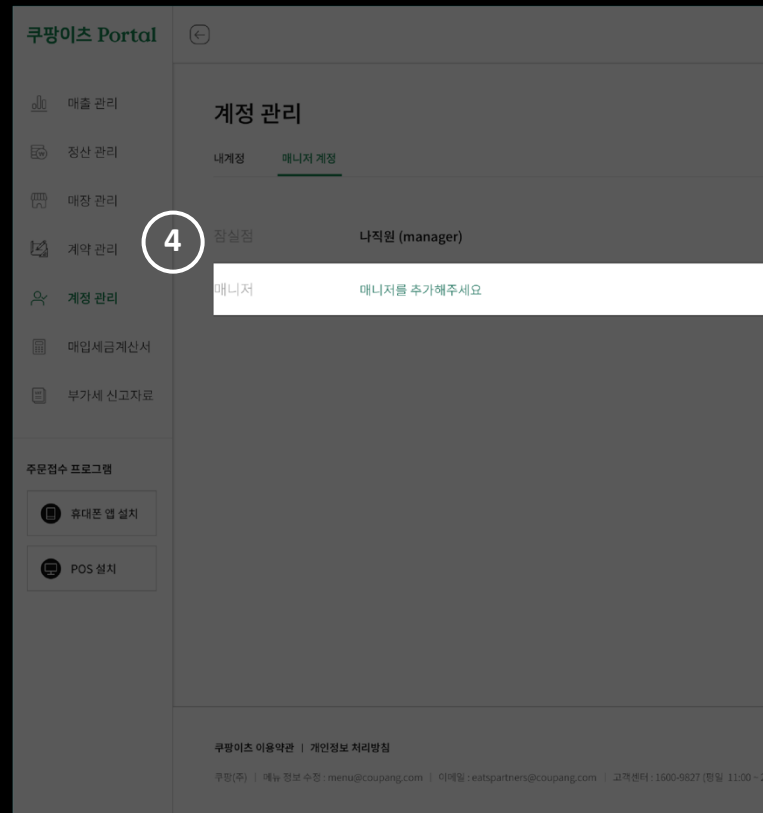 쿠팡이츠 Portal
매출 관리
정산 관리
매장 관리
계약 관리
계정 관리
매입세금계산서
부가세 신고자료
주문접수 프로그램
휴대폰 앱 설치
POS 설치
계정 관리
내계정 매니저 계정
4
잠실점 나직원 (manager)
매니저 매니저를 추가해주세요
쿠팡이츠 이용약관 | 개인정보 처리방침
쿠팡(주) | 메뉴 정보 수정 : menu@coupang.com | 이메일 : eatspartners@coupang.com | 고객센터 : 1600-9827 (평일 11:00 ~